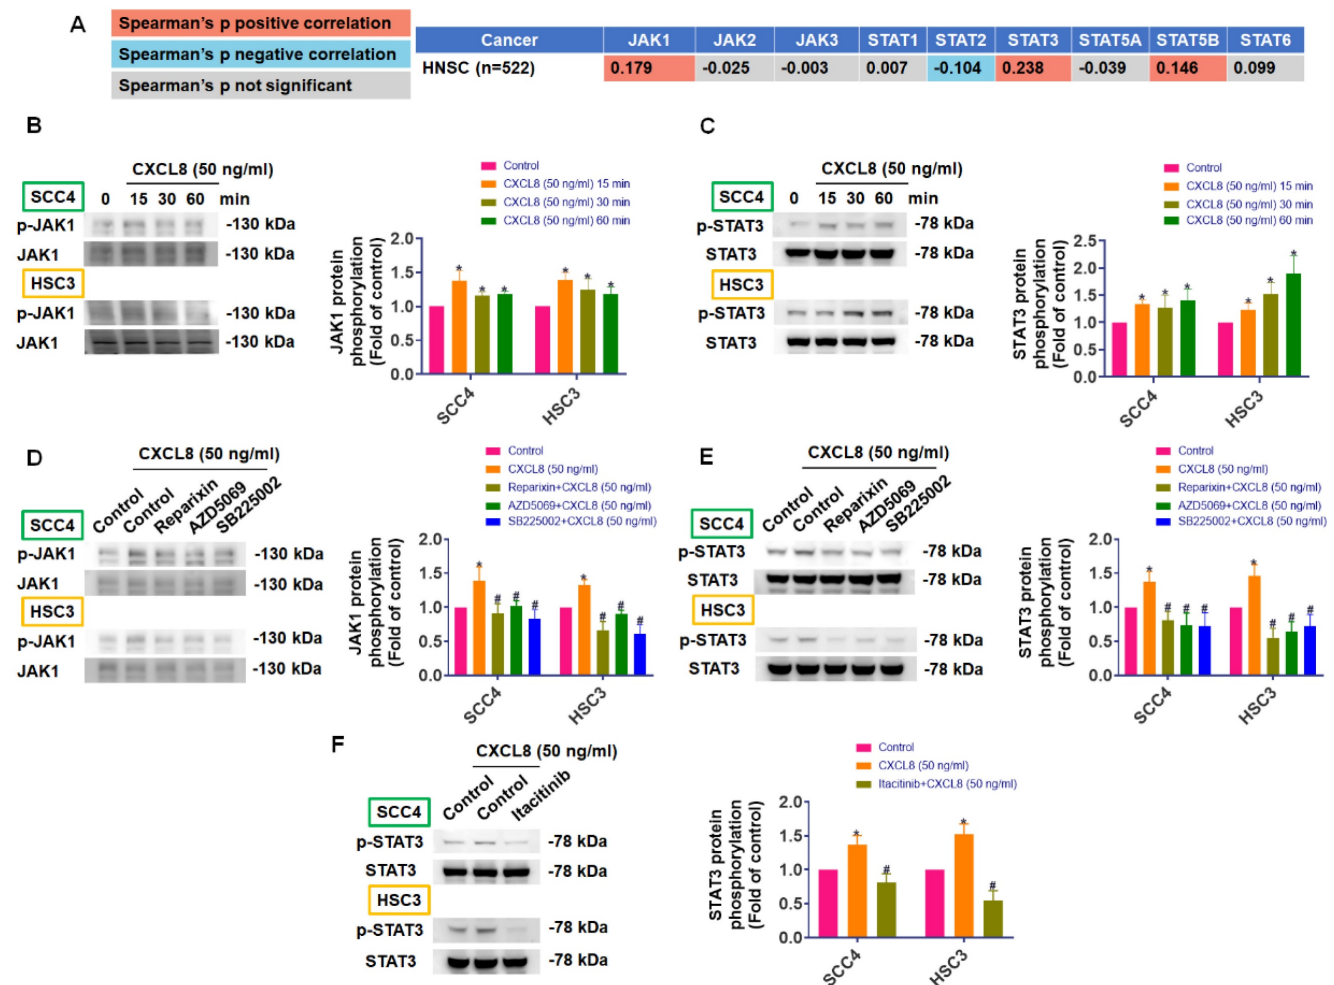 A
Spearman's p positive correlation
Spearman's p negative correlation
Spearman's p not significant
Cancer JAK1 JAK2 JAK3 STAT1 STAT2 STAT3 STAT5A STAT5B STAT6
HNSC (n=522) 0.179 -0.025 -0.003 0.007 -0.104 0.238 -0.039 0.146 0.099
B
CXCL8 (50 ng/ml)
SCC4 0 15 30 60 min
p-JAK1 -130 kDa
JAK1 -130 kDa
HSC3
p-JAK1 -130 kDa
JAK1 -130 kDa
Control
CXCL8 (50 ng/ml) 15 min
CXCL8 (50 ng/ml) 30 min
CXCL8 (50 ng/ml) 60 min
JAK1 protein
phosphorylation
(Fold of control)
2.0
1.5
1.0
0.5
0.0
* * * * * *
SCC4 HSC3
C
CXCL8 (50 ng/ml)
SCC4 0 15 30 60 min
p-STAT3 -78 kDa
STAT3 -78 kDa
HSC3
p-STAT3 -78 kDa
STAT3 -78 kDa
Control
CXCL8 (50 ng/ml) 15 min
CXCL8 (50 ng/ml) 30 min
CXCL8 (50 ng/ml) 60 min
STAT3 protein
phosphorylation
(Fold of control)
2.5
2.0
1.5
1.0
0.5
0.0
* * * * * *
SCC4 HSC3
D
CXCL8 (50 ng/ml)
Control Control Reparixin AZD5069 SB225002
SCC4
p-JAK1 -130 kDa
JAK1 -130 kDa
HSC3
p-JAK1 -130 kDa
JAK1 -130 kDa
Control
CXCL8 (50 ng/ml)
Reparixin+CXCL8 (50 ng/ml)
AZD5069+CXCL8 (50 ng/ml)
SB225002+CXCL8 (50 ng/ml)
JAK1 protein
phosphorylation
(Fold of control)
2.0
1.5
1.0
0.5
0.0
* # # # * # # #
SCC4 HSC3
E
CXCL8 (50 ng/ml)
Control Control Reparixin AZD5069 SB225002
SCC4
p-STAT3 -78 kDa
STAT3 -78 kDa
HSC3
p-STAT3 -78 kDa
STAT3 -78 kDa
Control
CXCL8 (50 ng/ml)
Reparixin+CXCL8 (50 ng/ml)
AZD5069+CXCL8 (50 ng/ml)
SB225002+CXCL8 (50 ng/ml)
STAT3 protein
phosphorylation
(Fold of control)
2.0
1.5
1.0
0.5
0.0
* # # # * # # #
SCC4 HSC3
F
CXCL8 (50 ng/ml)
Control Control Itacitinib
SCC4
p-STAT3 -78 kDa
STAT3 -78 kDa
HSC3
p-STAT3 -78 kDa
STAT3 -78 kDa
Control
CXCL8 (50 ng/ml)
Itacitinib+CXCL8 (50 ng/ml)
STAT3 protein
phosphorylation
(Fold of control)
2.0
1.5
1.0
0.5
0.0
* # * #
SCC4 HSC3